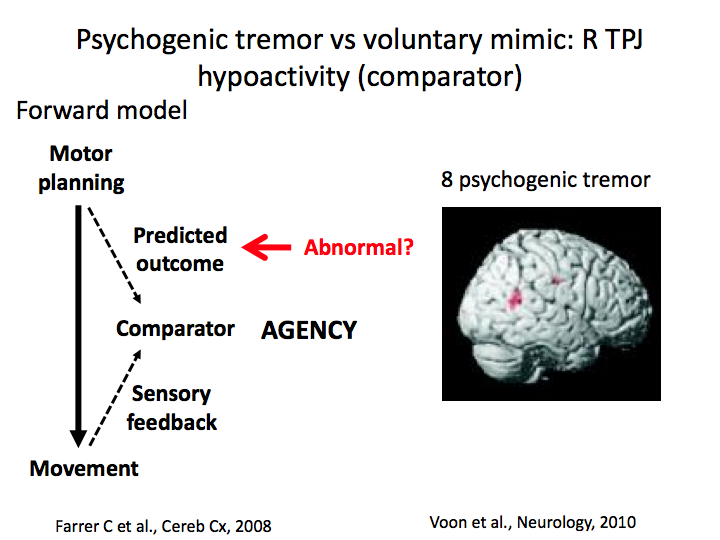 Psychogenic tremor vs voluntary mimic: R TPJ
hypoactivity (comparator)
Forward model
Motor
planning
Predicted
outcome
Abnormal?
Comparator
AGENCY
Sensory
feedback
Movement
Farrer C et al., Cereb Cx, 2008
8 psychogenic tremor
Voon et al., Neurology, 2010